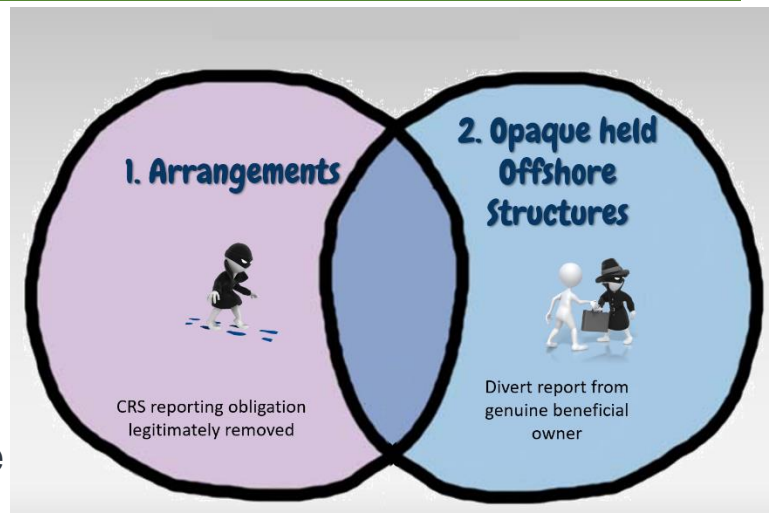 1. Arrangements
CRS reporting obligation
legitimately removed
2. Opaque held
Offshore
Structures
Divert report from
genuine beneficial
owner
e